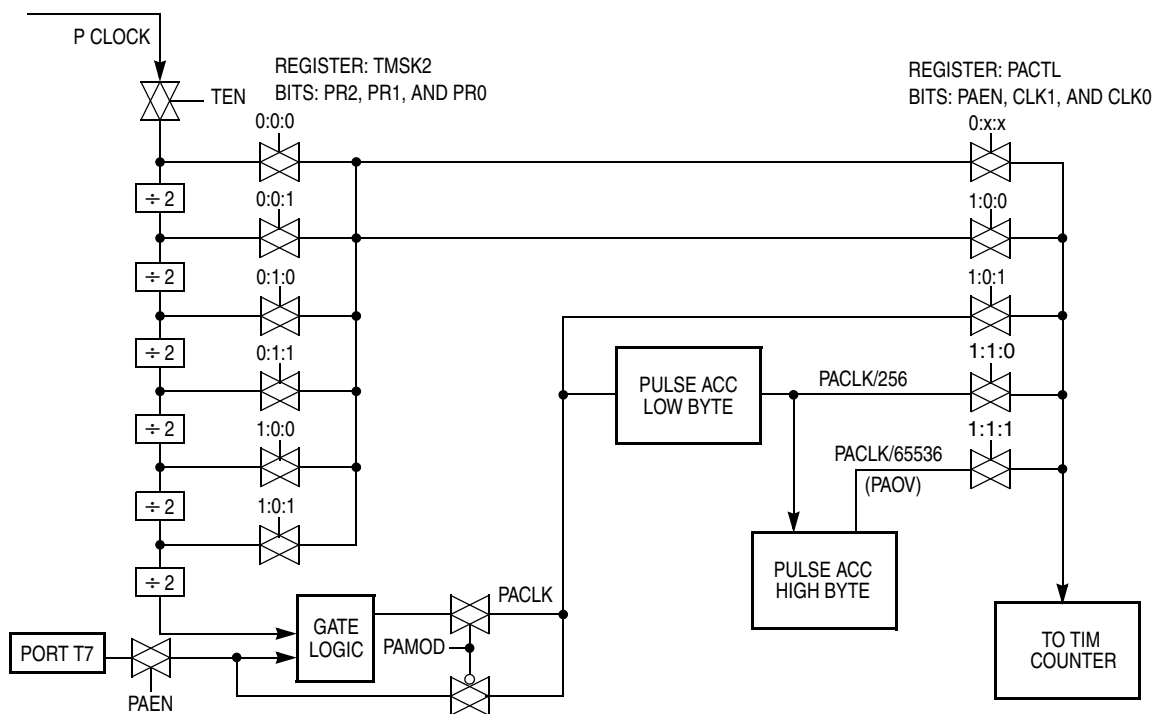 P CLOCK
TEN
REGISTER: TMSK2
BITS: PR2, PR1, AND PR0
REGISTER: PACTL
BITS: PAEN, CLK1, AND CLK0
0:0:0
0:x:x
÷ 2
0:0:1
1:0:0
÷ 2
0:1:0
1:0:1
÷ 2
0:1:1
1:1:0
PULSE ACC
LOW BYTE
PACLK/256
÷ 2
1:0:0
1:1:1
PACLK/65536
(PAOV)
÷ 2
1:0:1
÷ 2
PULSE ACC
HIGH BYTE
PACLK
GATE
LOGIC
PAMOD
PORT T7
PAEN
TO TIM
COUNTER